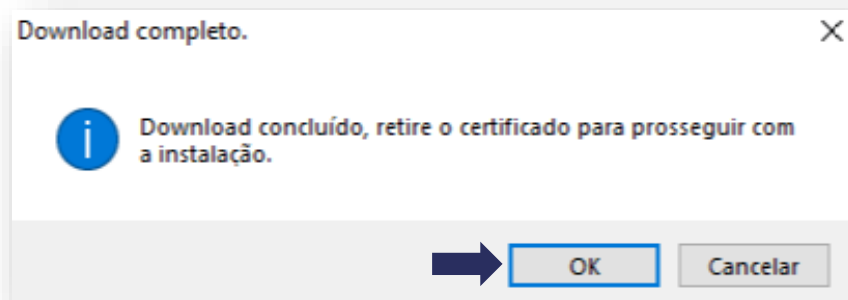 Download completo.
Download concluído, retire o certificado para prosseguir com
a instalação.
OK
Cancelar